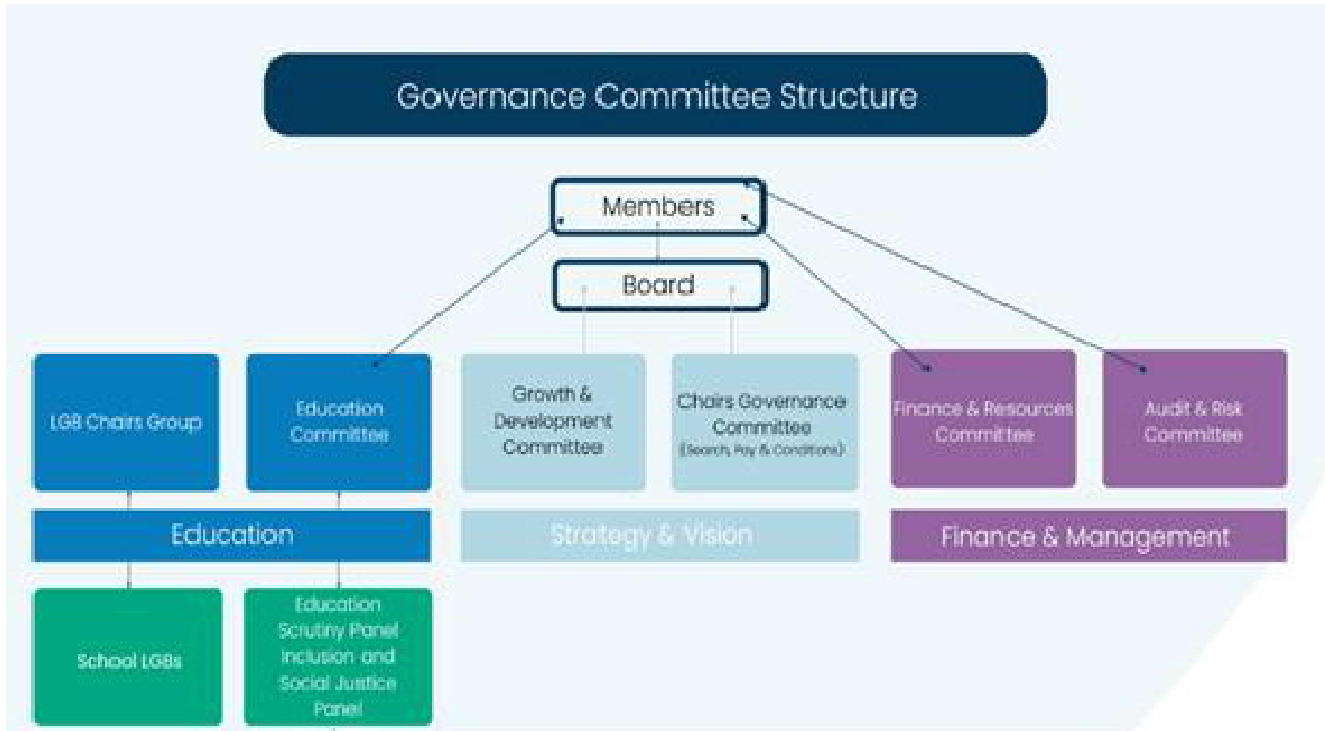 Governance Committee Structure
Members
Board
LGB Chairs Group
Education
Committee
Growth &
Development
Committee
Chairs Governance
Committee
(Search, Pay & Conditions)
Finance & Resources
Committee
Audit & Risk
Committee
Education
Strategy & Vision
Finance & Management
School LGBs
Education
Scrutiny Panel
Inclusion and
Social Justice
Panel